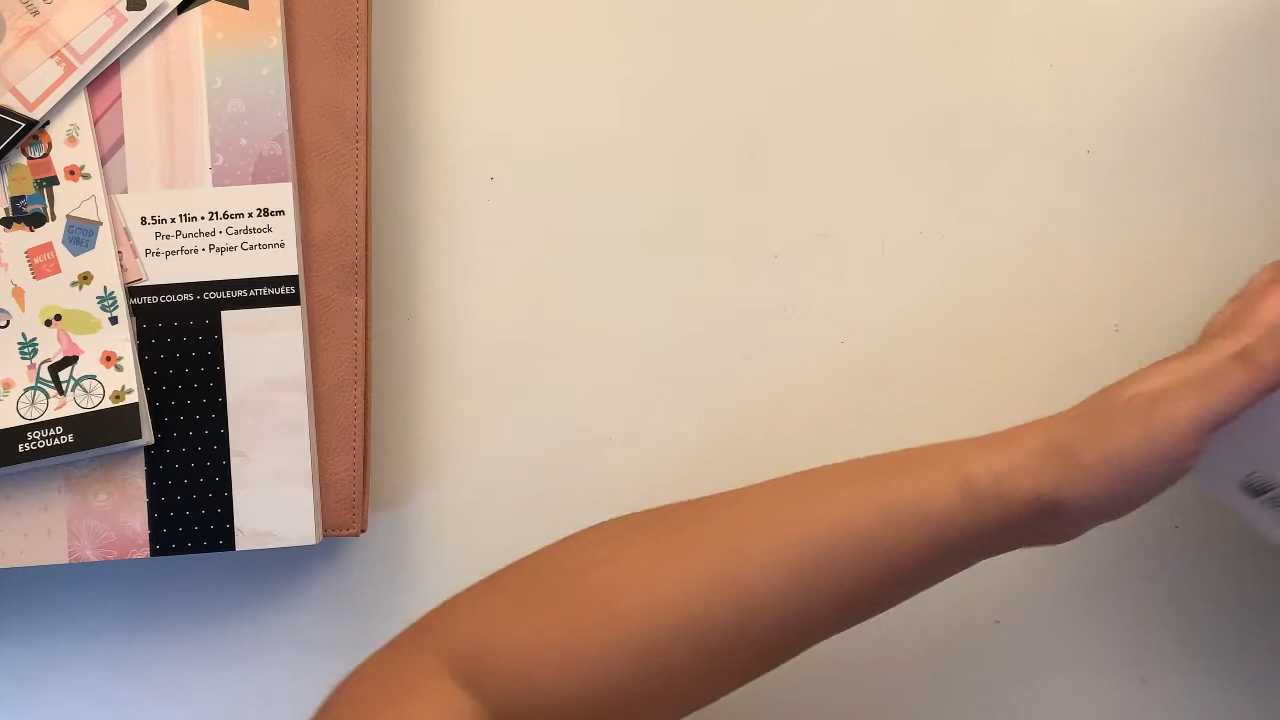 8.5in x 11in • 21.6cm x 28cm
Pre-Punched • Cardstock
Pré-perforé • Papier Cartonné
MUTED COLORS • COULEURS ATTÉNUÉES
GOOD
VIBES
NOTES
SQUAD
ESCOUADE